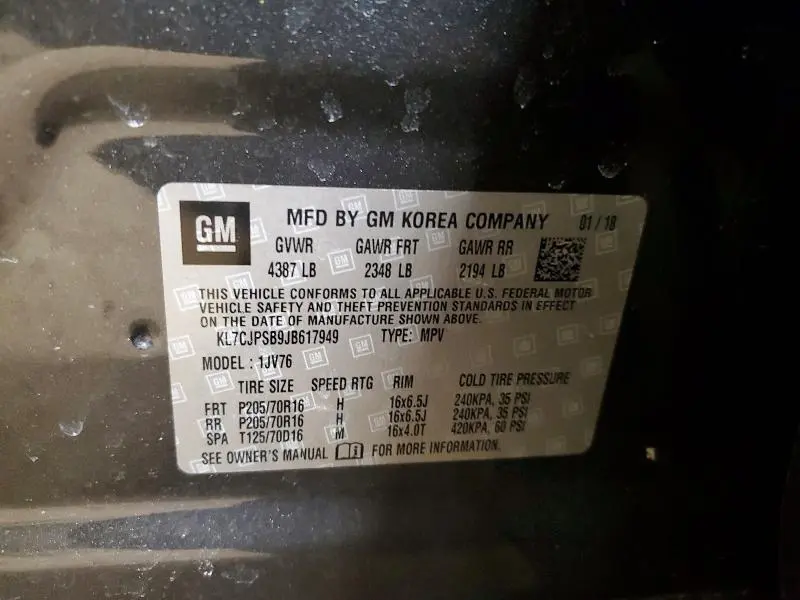 GM MFD BY GM KOREA COMPANY 01/18
GVWR GAWR FRT GAWR RR
4387 LB 2348 LB 2194 LB
THIS VEHICLE CONFORMS TO ALL APPLICABLE U.S. FEDERAL MOTOR
VEHICLE SAFETY AND THEFT PREVENTION STANDARDS IN EFFECT
ON THE DATE OF MANUFACTURE SHOWN ABOVE.
KL7CJPSB9JB617949 TYPE: MPV
MODEL : 1JV76
TIRE SIZE SPEED RTG RIM COLD TIRE PRESSURE
FRT P205/70R16 H 16x6.5J 240KPA, 35 PSI
RR P205/70R16 H 16x6.5J 240KPA, 35 PSI
SPA T125/70D16 M 16x4.0T 420KPA, 60 PSI
SEE OWNER'S MANUAL FOR MORE INFORMATION.